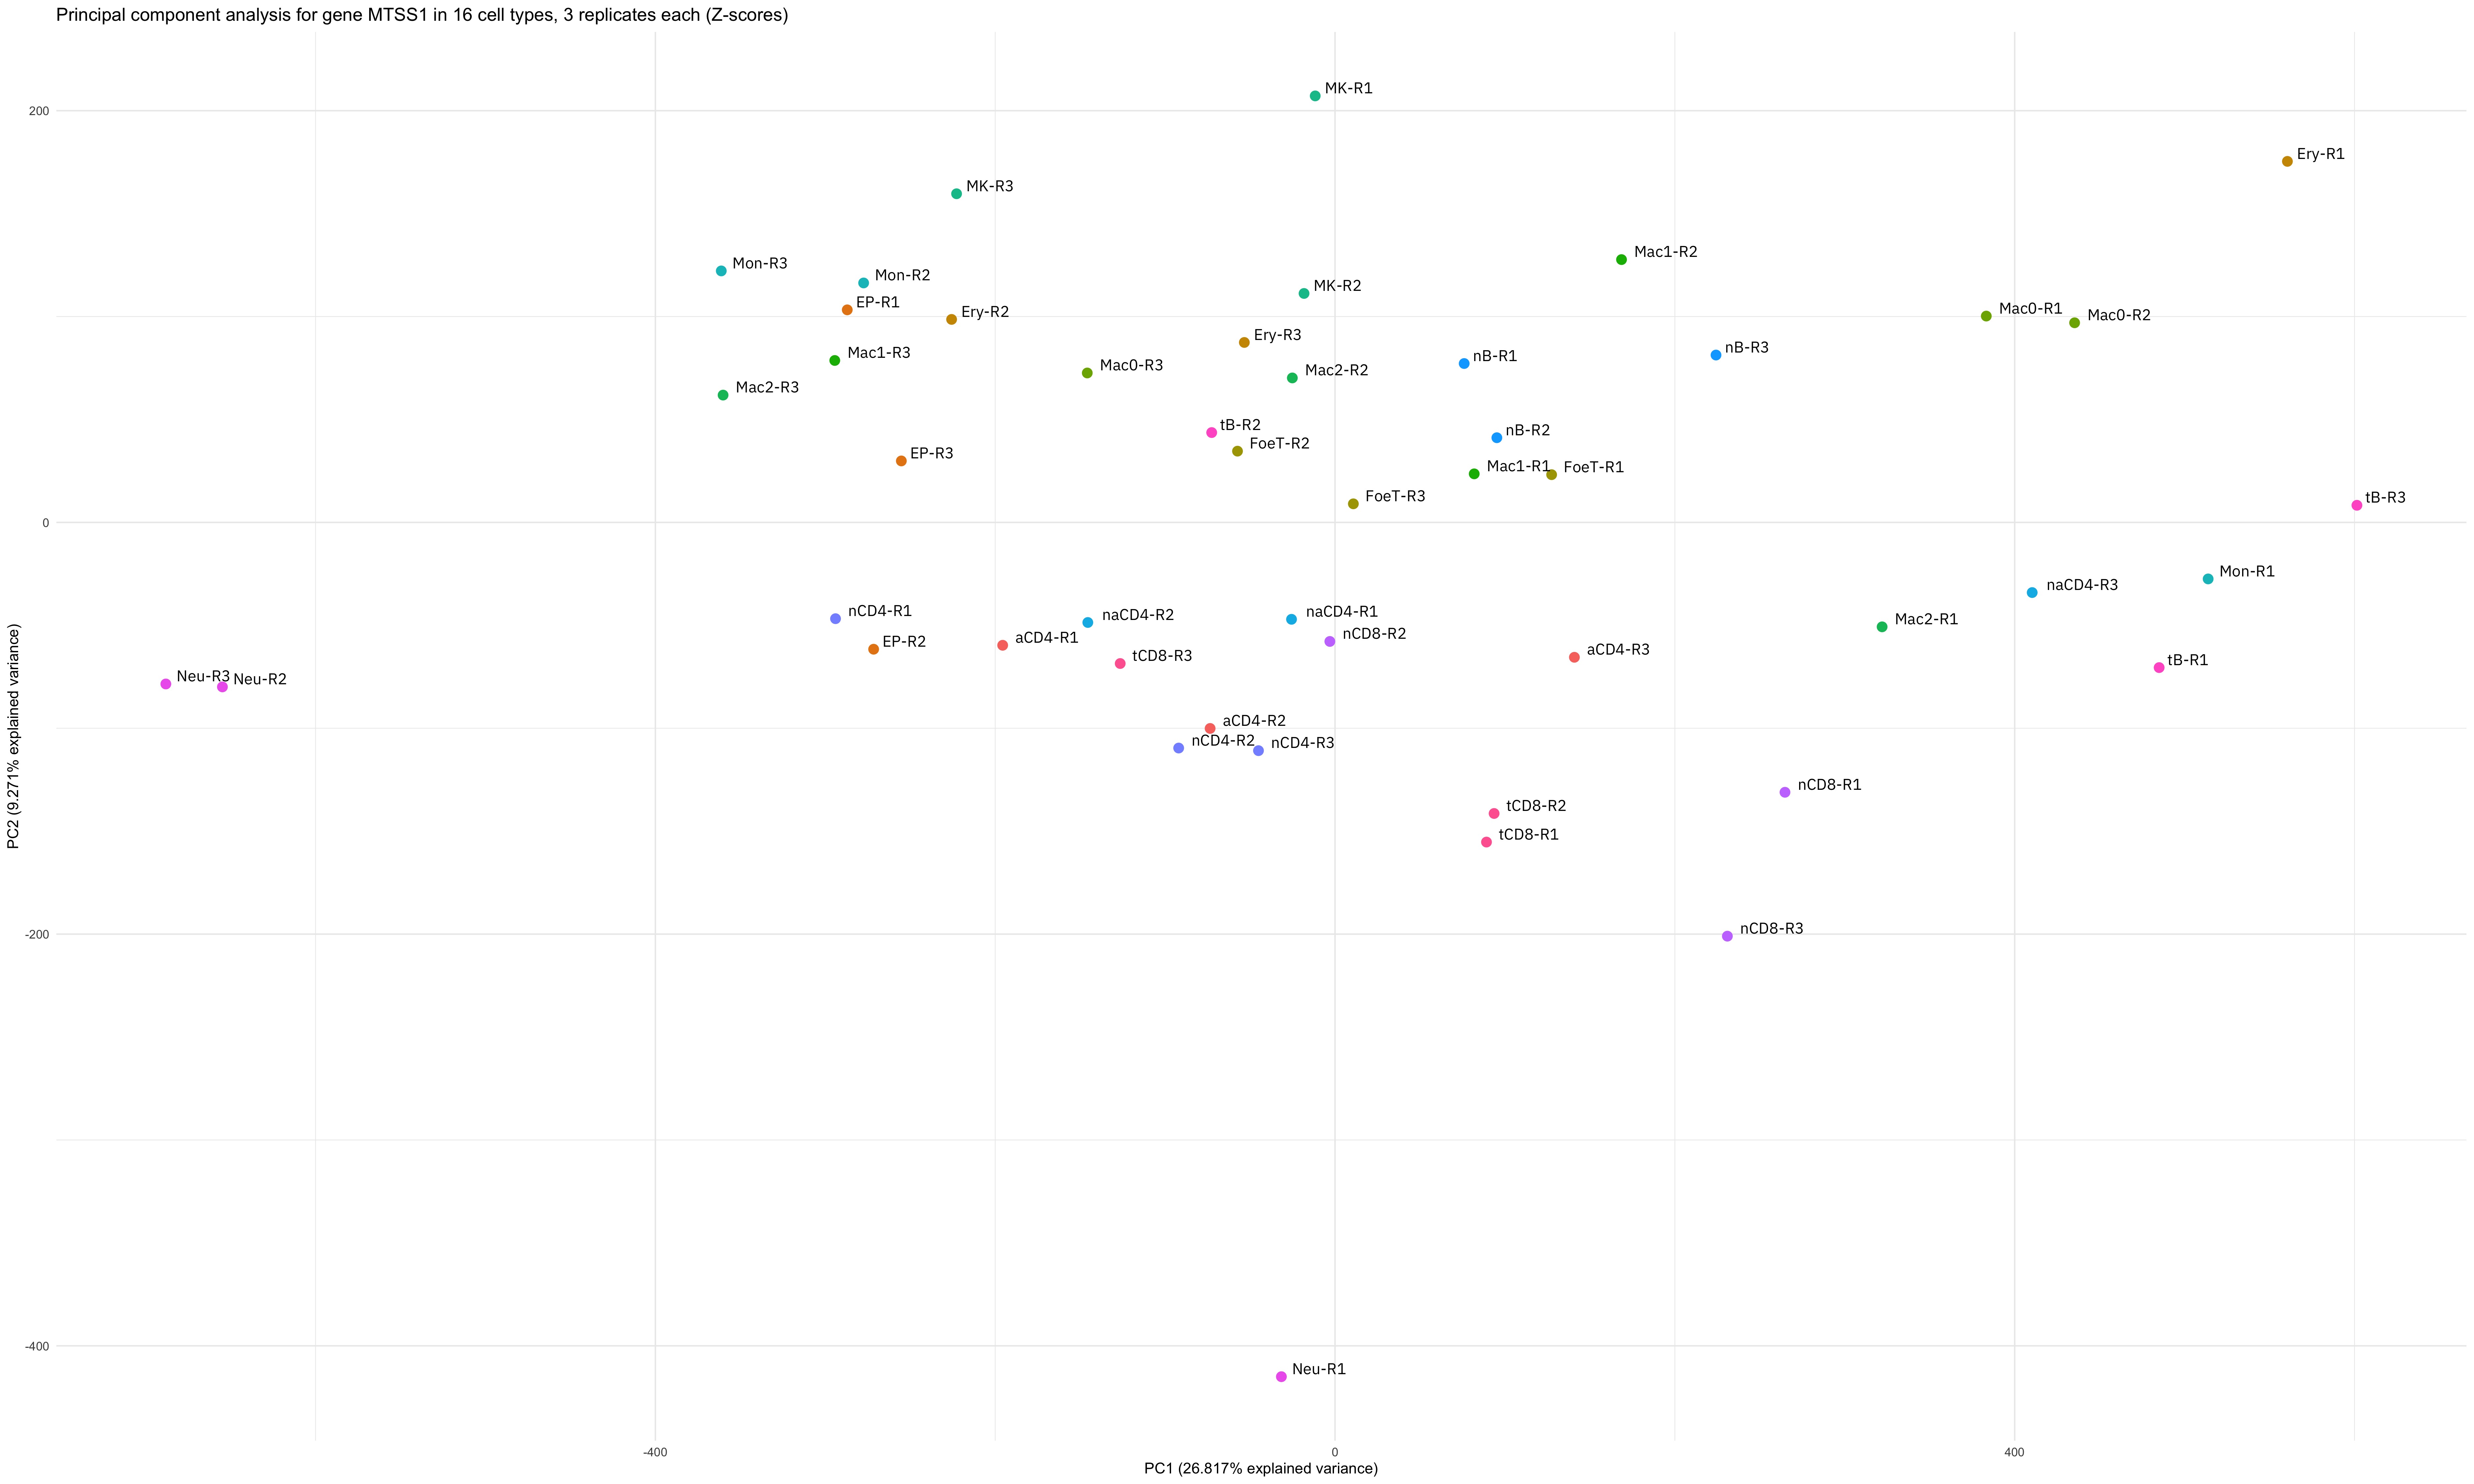 Principal component analysis for gene MTSS1 in 16 cell types, 3 replicates each (Z-scores)
MK-R1
200
Ery-R1
MK-R3
Mac1-R2
Mon-R3
Mon-R2
MK-R2
EP-R1
Ery-R2
Mac0-R1
Mac0-R2
Ery-R3
nB-R3
Mac1-R3
nB-R1
Mac0-R3
Mac2-R2
Mac2-R3
tB-R2
nB-R2
FoeT-R2
EP-R3
Mac1-R1
FoeT-R1
FoeT-R3
tB-R3
0
Mon-R1
naCD4-R3
nCD4-R1
naCD4-R2
naCD4-R1
Mac2-R1
nCD8-R2
aCD4-R1
EP-R2
aCD4-R3
tCD8-R3
tB-R1
Neu-R3
Neu-R2
aCD4-R2
nCD4-R2
nCD4-R3
nCD8-R1
tCD8-R2
tCD8-R1
nCD8-R3
-200
-400
Neu-R1
PC2 (9.271% explained variance)
-400
0
400
PC1 (26.817% explained variance)